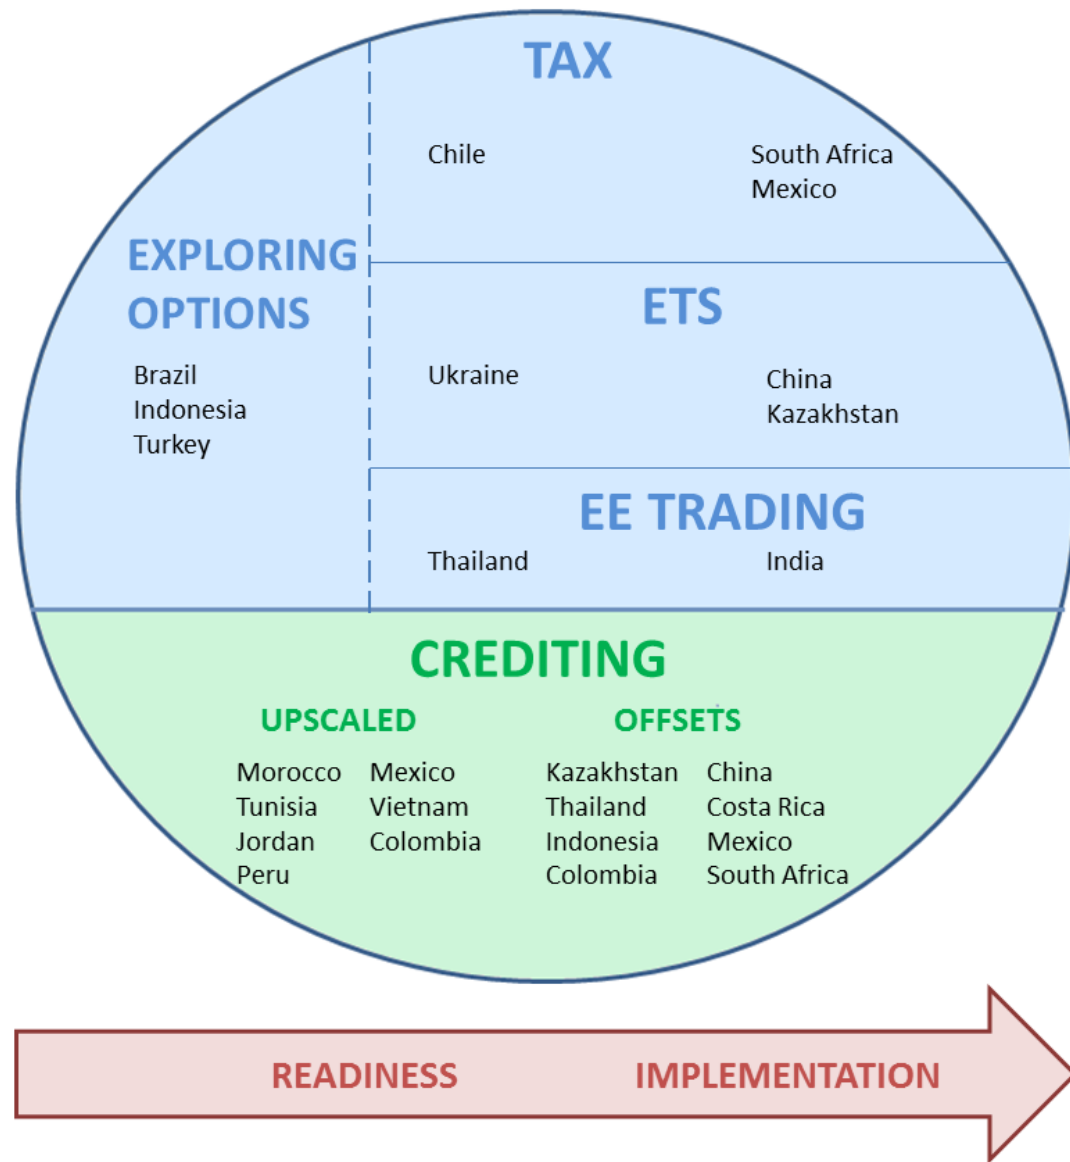 TAX
Chile
South Africa
Mexico
EXPLORING
OPTIONS
Brazil
Indonesia
Turkey
ETS
Ukraine
China
Kazakhstan
EE TRADING
Thailand
India
CREDITING
UPSCALED
Morocco
Tunisia
Jordan
Peru
Mexico
Vietnam
Colombia
OFFSETS
Kazakhstan
Thailand
Indonesia
Colombia
China
Costa Rica
Mexico
South Africa
READINESS
IMPLEMENTATION